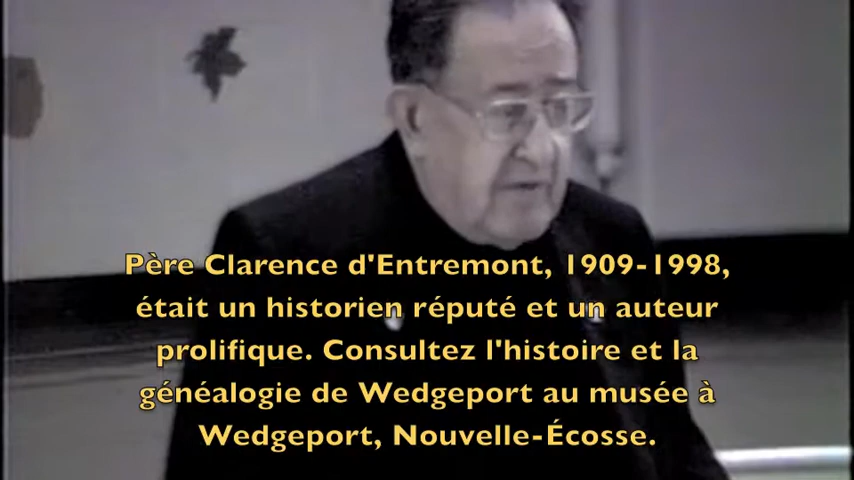 Père Clarence d'Entremont, 1909-1998,
était un historien réputé et un auteur
prolifique. Consultez l'histoire et la
généalogie de Wedgeport au musée à
Wedgeport, Nouvelle-Écosse.